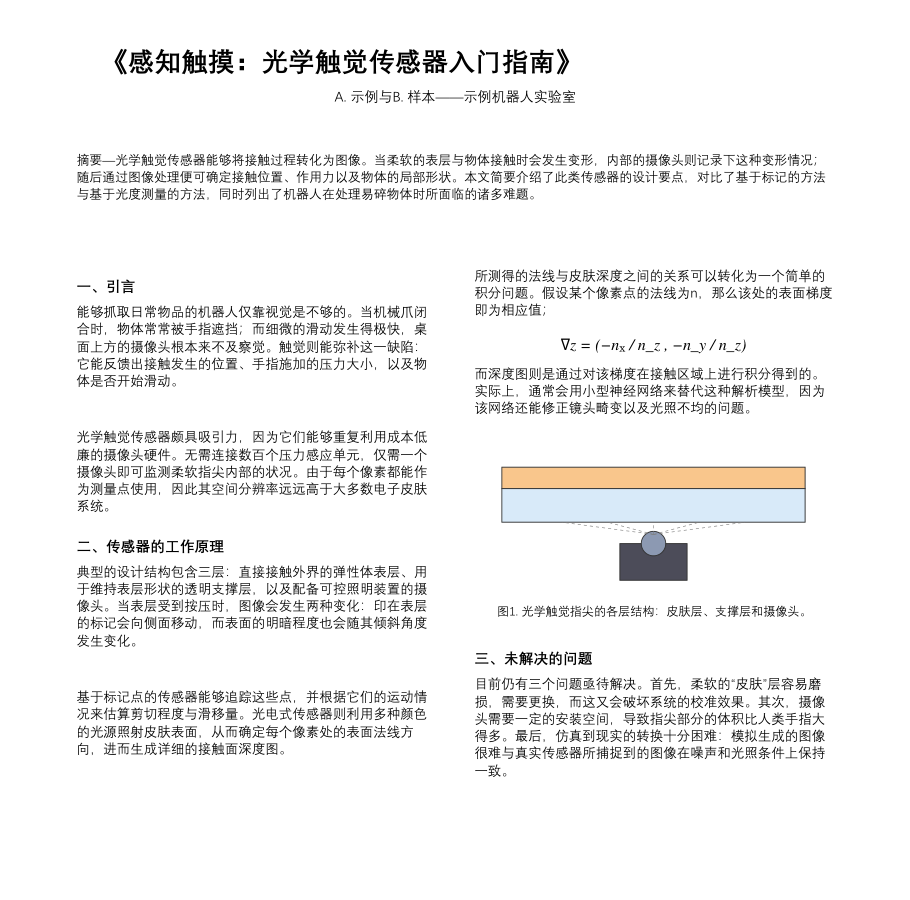 《感知触摸：光学触觉传感器入门指南》
A. 示例与B. 样本——示例机器人实验室
摘要—光学触觉传感器能够将接触过程转化为图像。当柔软的表层与物体接触时会发生变形，内部的摄像头则记录下这种变形情况；
随后通过图像处理便可确定接触位置、作用力以及物体的局部形状。本文简要介绍了此类传感器的设计要点，对比了基于标记的方法
与基于光度测量的方法，同时列出了机器人在处理易碎物体时所面临的诸多难题。
一、引言
能够抓取日常物品的机器人仅靠视觉是不够的。当机械爪闭
合时，物体常常被手指遮挡；而细微的滑动发生得极快，桌
面上方的摄像头根本来不及察觉。触觉则能弥补这一缺陷：
它能反馈出接触发生的位置、手指施加的压力大小，以及物
体是否开始滑动。
光学触觉传感器颇具吸引力，因为它们能够重复利用成本低
廉的摄像头硬件。无需连接数百个压力感应单元，仅需一个
摄像头即可监测柔软指尖内部的状况。由于每个像素都能作
为测量点使用，因此其空间分辨率远远高于大多数电子皮肤
系统。
二、传感器的工作原理
典型的设计结构包含三层：直接接触外界的弹性体表层、用
于维持表层形状的透明支撑层，以及配备可控照明装置的摄
像头。当表层受到按压时，图像会发生两种变化：印在表层
的标记会向侧面移动，而表面的明暗程度也会随其倾斜角度
发生变化。
基于标记点的传感器能够追踪这些点，并根据它们的运动情
况来估算剪切程度与滑移量。光电式传感器则利用多种颜色
的光源照射皮肤表面，从而确定每个像素处的表面法线方
向，进而生成详细的接触面深度图。
所测得的法线与皮肤深度之间的关系可以转化为一个简单的
积分问题。假设某个像素点的法线为n，那么该处的表面梯度
即为相应值；
∇z = (−nₓ / n_z , −n_y / n_z)
而深度图则是通过对该梯度在接触区域上进行积分得到的。
实际上，通常会用小型神经网络来替代这种解析模型，因为
该网络还能修正镜头畸变以及光照不均的问题。
图1. 光学触觉指尖的各层结构：皮肤层、支撑层和摄像头。
三、未解决的问题
目前仍有三个问题亟待解决。首先，柔软的“皮肤”层容易磨
损，需要更换，而这又会破坏系统的校准效果。其次，摄像
头需要一定的安装空间，导致指尖部分的体积比人类手指大
得多。最后，仿真到现实的转换十分困难：模拟生成的图像
很难与真实传感器所捕捉到的图像在噪声和光照条件上保持
一致。